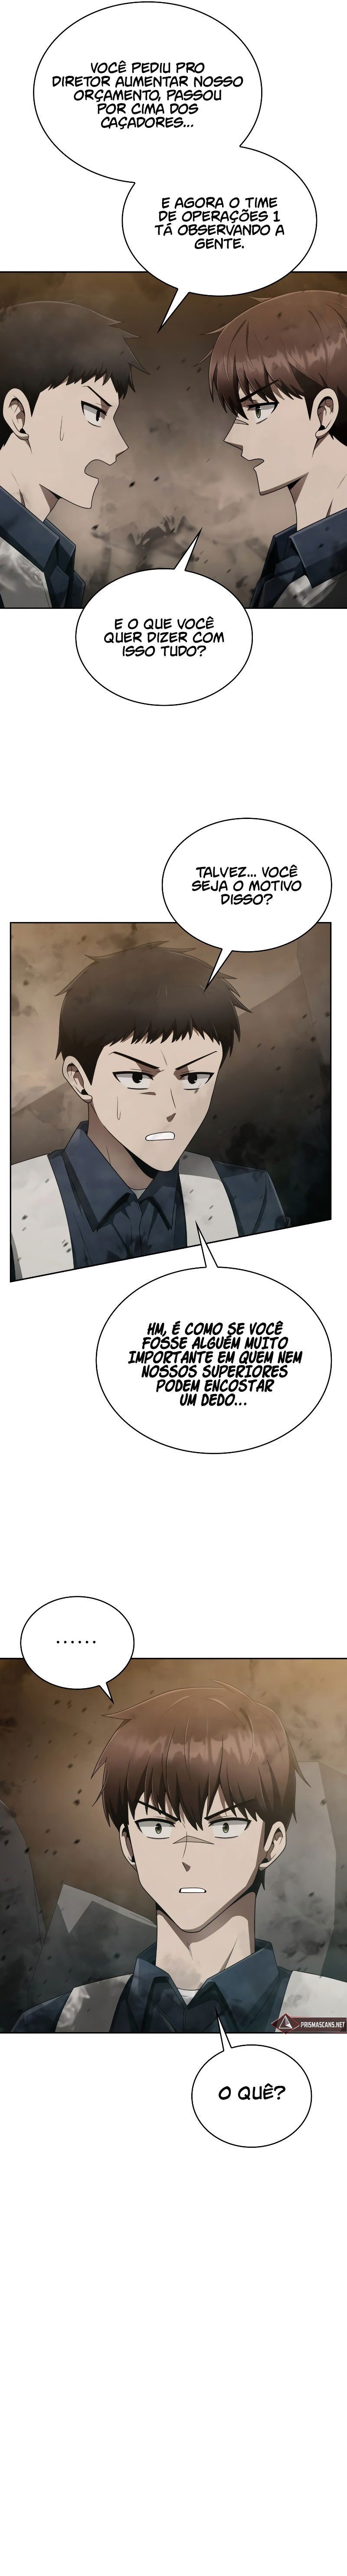 VOCÊ PEDIU PRO
DIRETOR AUMENTAR NOSSO
ORÇAMENTO, PASSOU
POR CIMA DOS
CAÇADORES...
E AGORA O TIME
DE OPERAÇÕES 1
TÁ OBSERVANDO A
GENTE.
E O QUE VOCÊ
QUER DIZER COM
ISSO TUDO?
TALVEZ... VOCÊ
SEJA O MOTIVO
DISSO?
HM, É COMO SE VOCÊ
FOSSE ALGUÉM MUITO
IMPORTANTE EM QUEM NEM
NOSSOS SUPERIORES
PODEM ENCOSTAR
UM DEDO...
......
PRISMASCANS.NET
O QUÊ?